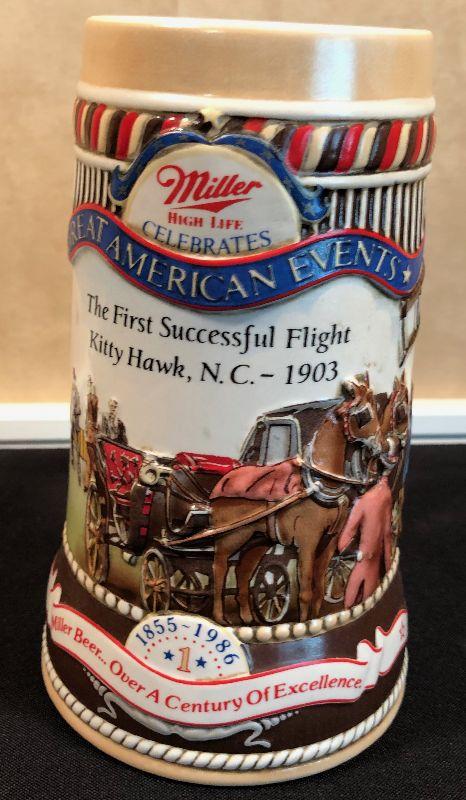 Miller
HIGH LIFE
CELEBRATES
GREAT AMERICAN EVENTS
The First Successful Flight
Kitty Hawk, N.C. – 1903
1855-1986
1
Miller Beer... Over A Century Of Excellence.